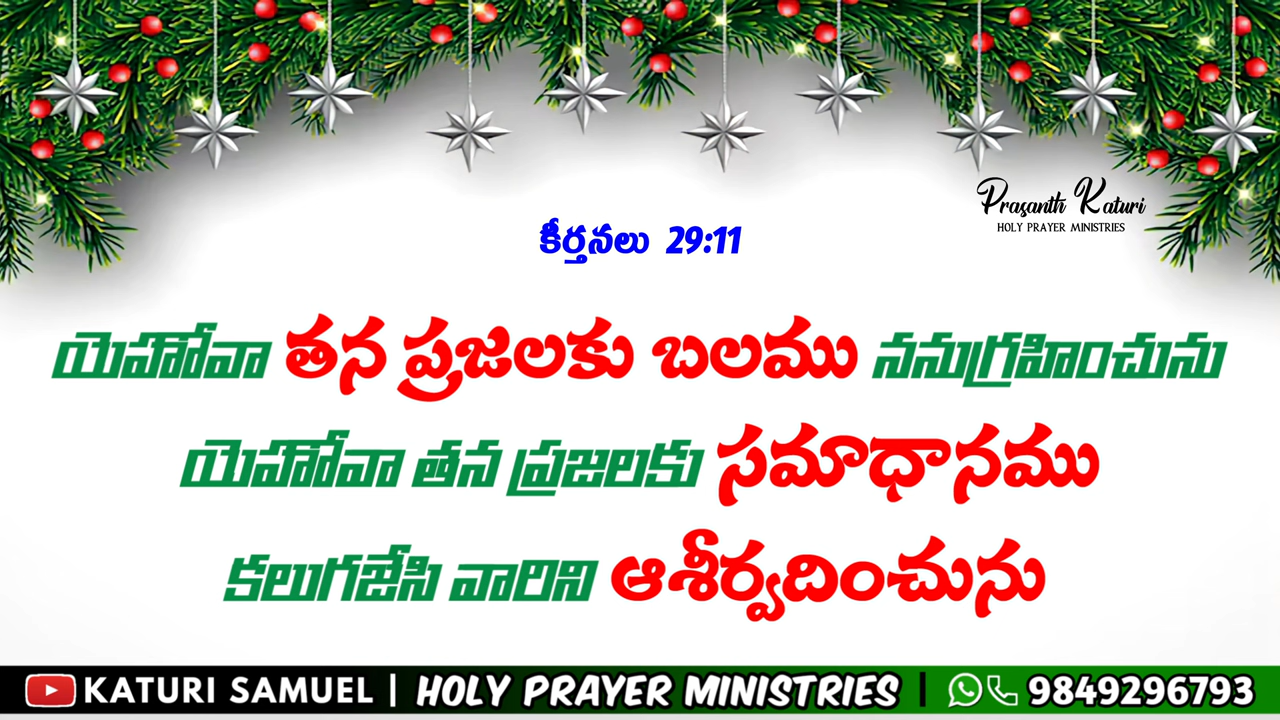 Prasanth Katuri
HOLY PRAYER MINISTRIES
కీర్తనలు 29:11
యెహోవా తన ప్రజలకు బలము ననుగ్రహించును
యెహోవా తన ప్రజలకు సమాధానము
కలుగజేసి వారిని ఆశీర్వదించును
KATURI SAMUEL | HOLY PRAYER MINISTRIES | 9849296793